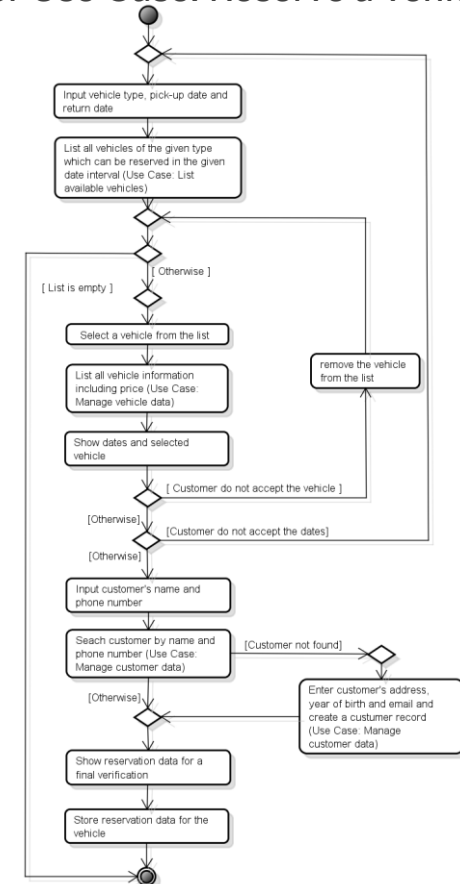 Use Case: Reserve a vehi
Input vehicle type, pick-up date and
return date
List all vehicles of the given type
which can be reserved in the given
date interval (Use Case: List
available vehicles)
[ Otherwise ]
[ List is empty ]
Select a vehicle from the list
List all vehicle information
including price (Use Case:
Manage vehicle data)
remove the vehicle
from the list
Show dates and selected
vehicle
[ Customer do not accept the vehicle ]
[Otherwise]
[Customer do not accept the dates]
[Otherwise]
Input customer's name and
phone number
Seach customer by name and
phone number (Use Case:
Manage customer data)
[Customer not found]
Enter customer's address,
year of birth and email and
create a custumer record
(Use Case: Manage
customer data)
[Otherwise]
Show reservation data for a
final verification
Store reservation data for the
vehicle